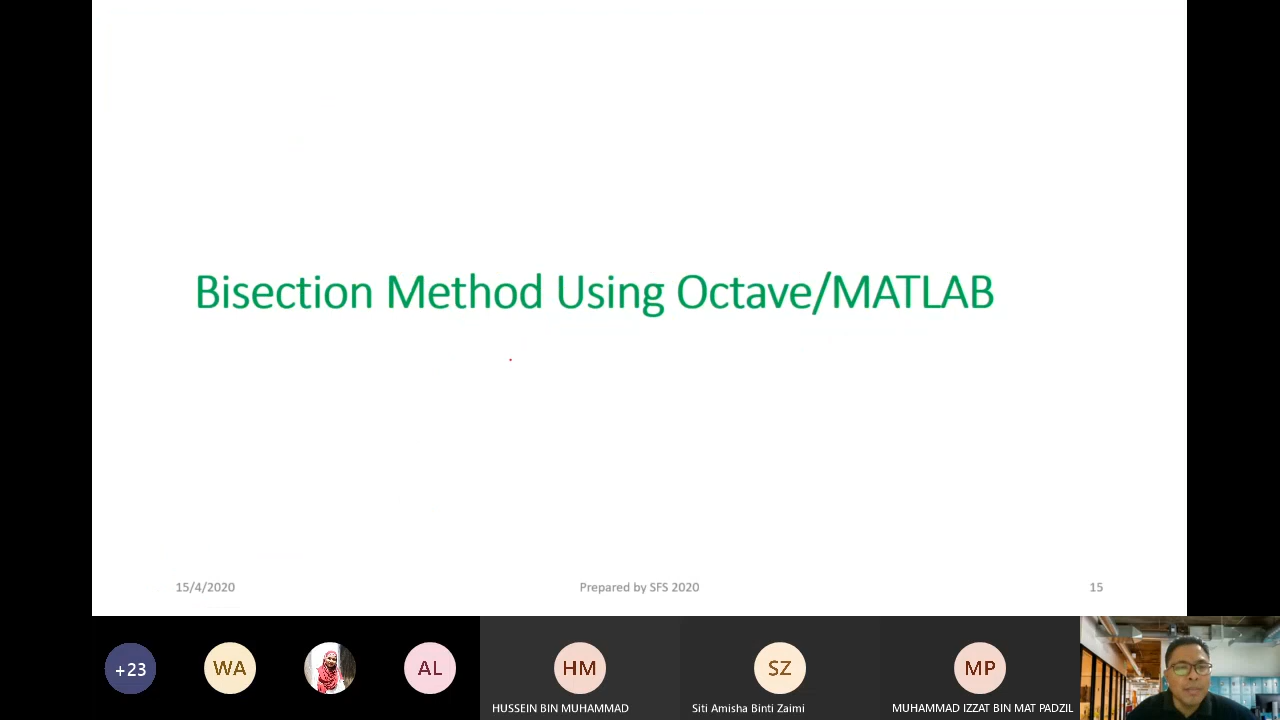 Bisection Method Using Octave/MATLAB
15/4/2020
Prepared by SFS 2020
15
+23
WA
AL
HM
SZ
MP
HUSSEIN BIN MUHAMMAD
Siti Amisha Binti Zaimi
MUHAMMAD IZZAT BIN MAT PADZIL